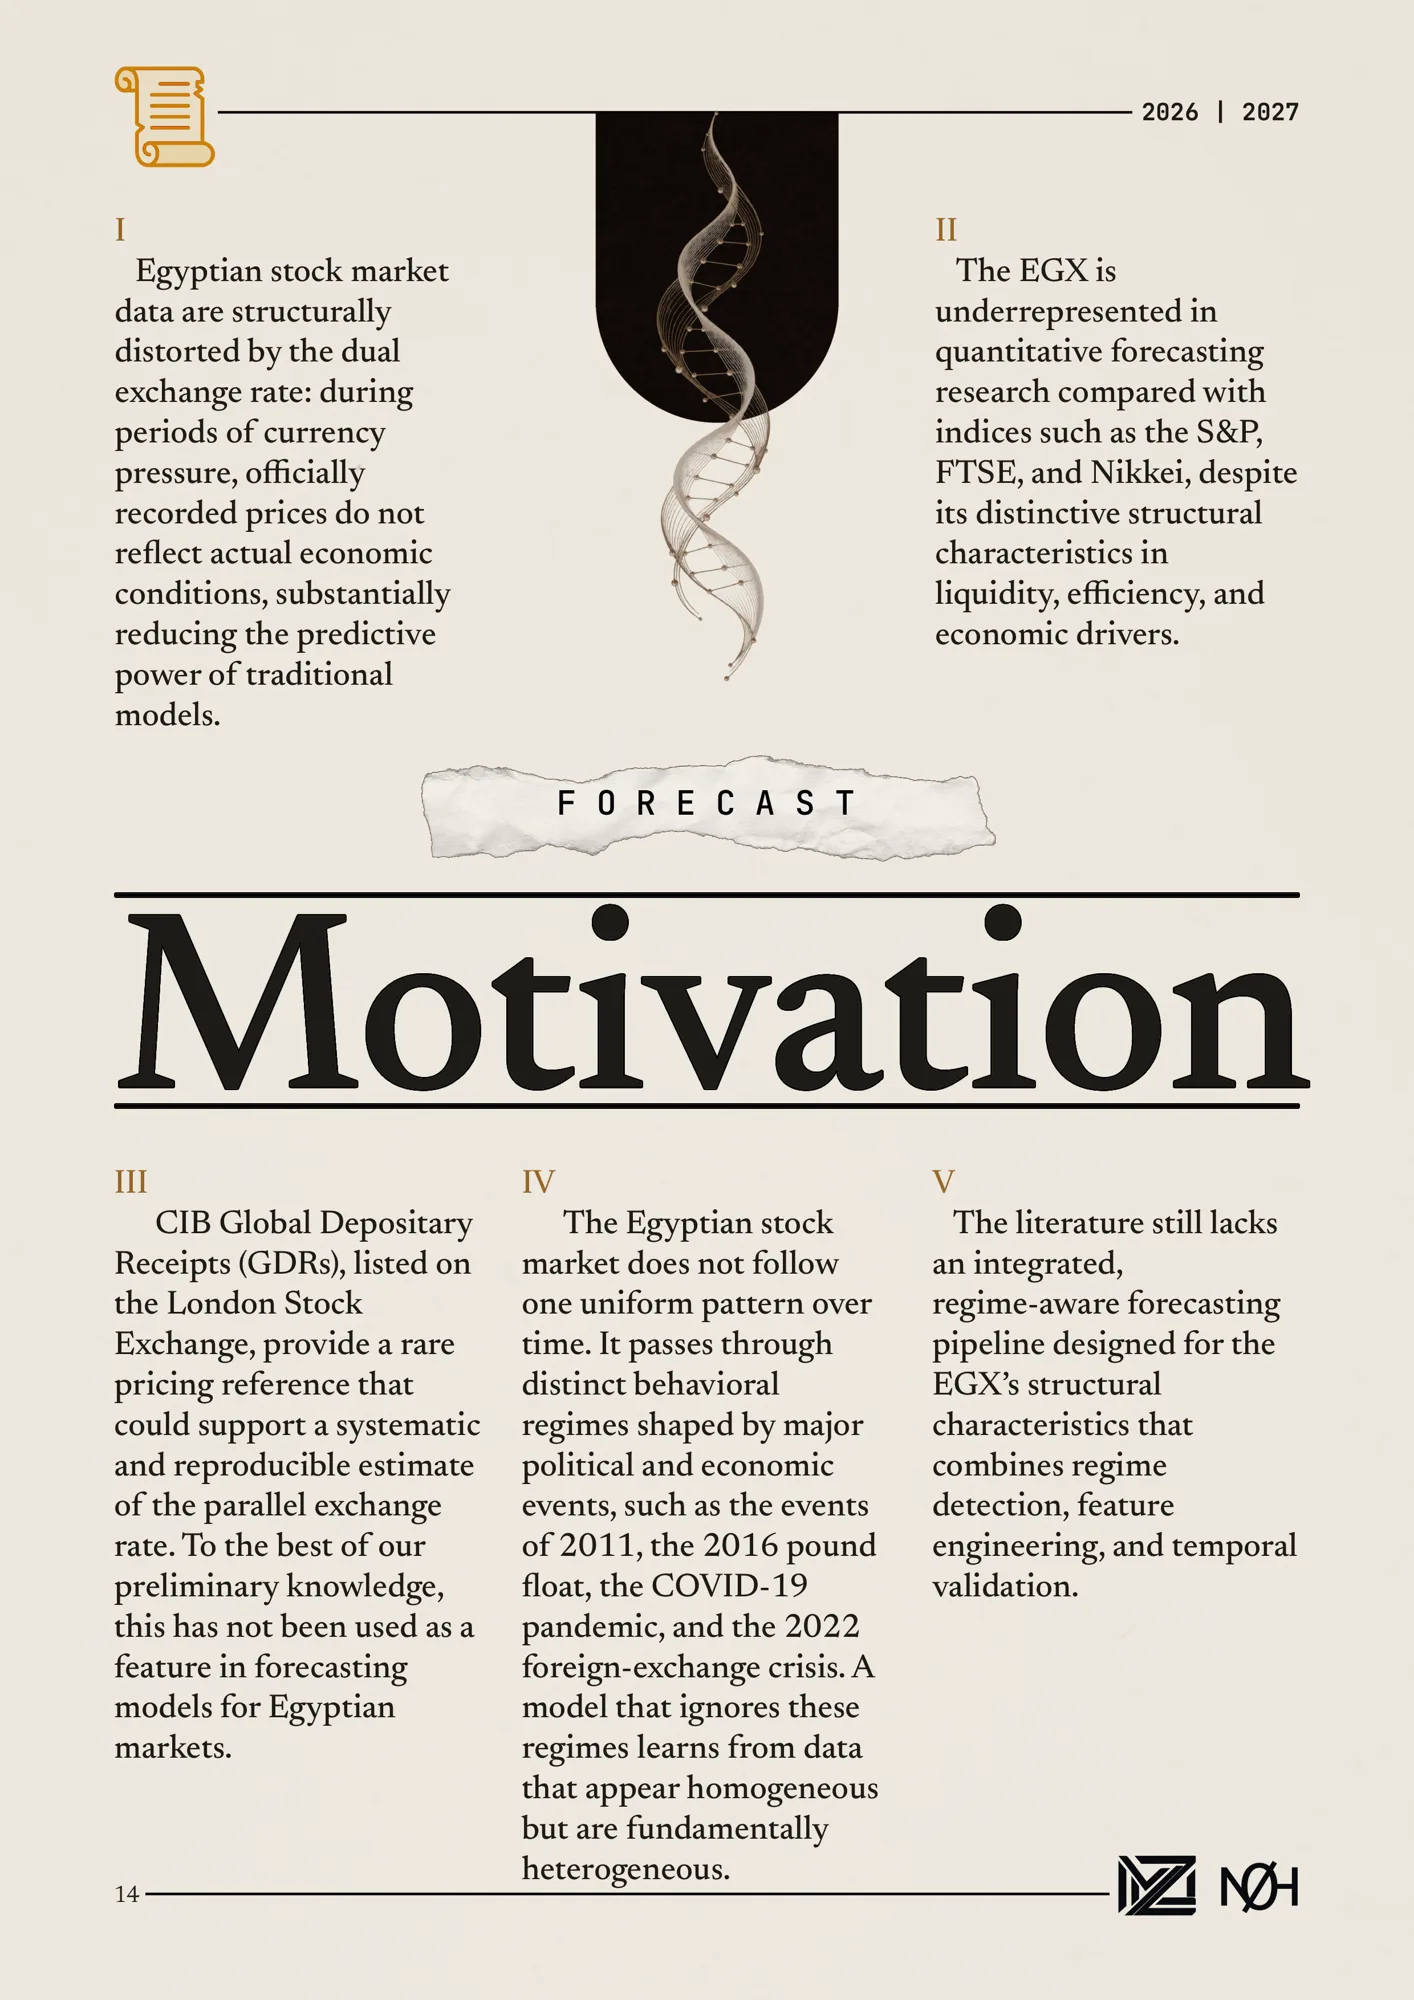 2026 | 2027
I
Egyptian stock market
data are structurally
distorted by the dual
exchange rate: during
periods of currency
pressure, officially
recorded prices do not
reflect actual economic
conditions, substantially
reducing the predictive
power of traditional
models.
II
The EGX is
underrepresented in
quantitative forecasting
research compared with
indices such as the S&P,
FTSE, and Nikkei, despite
its distinctive structural
characteristics in
liquidity, efficiency, and
economic drivers.
FORECAST
Motivation
III
CIB Global Depositary
Receipts (GDRs), listed on
the London Stock
Exchange, provide a rare
pricing reference that
could support a systematic
and reproducible estimate
of the parallel exchange
rate. To the best of our
preliminary knowledge,
this has not been used as a
feature in forecasting
models for Egyptian
markets.
IV
The Egyptian stock
market does not follow
one uniform pattern over
time. It passes through
distinct behavioral
regimes shaped by major
political and economic
events, such as the events
of 2011, the 2016 pound
float, the COVID-19
pandemic, and the 2022
foreign-exchange crisis. A
model that ignores these
regimes learns from data
that appear homogeneous
but are fundamentally
heterogeneous.
V
The literature still lacks
an integrated,
regime-aware forecasting
pipeline designed for the
EGX’s structural
characteristics that
combines regime
detection, feature
engineering, and temporal
validation.
14
NØH